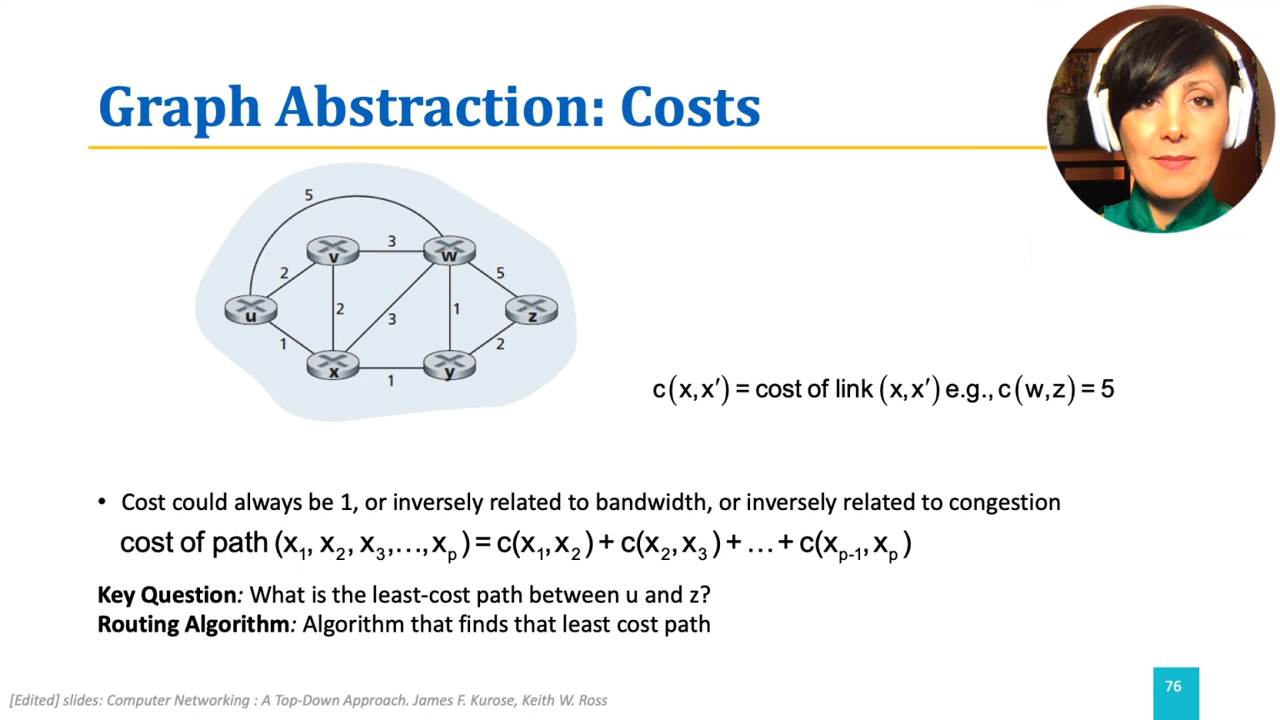 Graph Abstraction: Costs
5
v
3
w
2
5
u
2
3
1
z
1
x
1
y
2
c(x,x′) = cost of link (x,x′) e.g., c(w,z) = 5
• Cost could always be 1, or inversely related to bandwidth, or inversely related to congestion
cost of path (x₁, x₂, x₃,…,xₚ) = c(x₁,x₂) + c(x₂,x₃) + … + c(xₚ₋₁,xₚ)
Key Question: What is the least-cost path between u and z?
Routing Algorithm: Algorithm that finds that least cost path
[Edited] slides: Computer Networking : A Top-Down Approach. James F. Kurose, Keith W. Ross
76